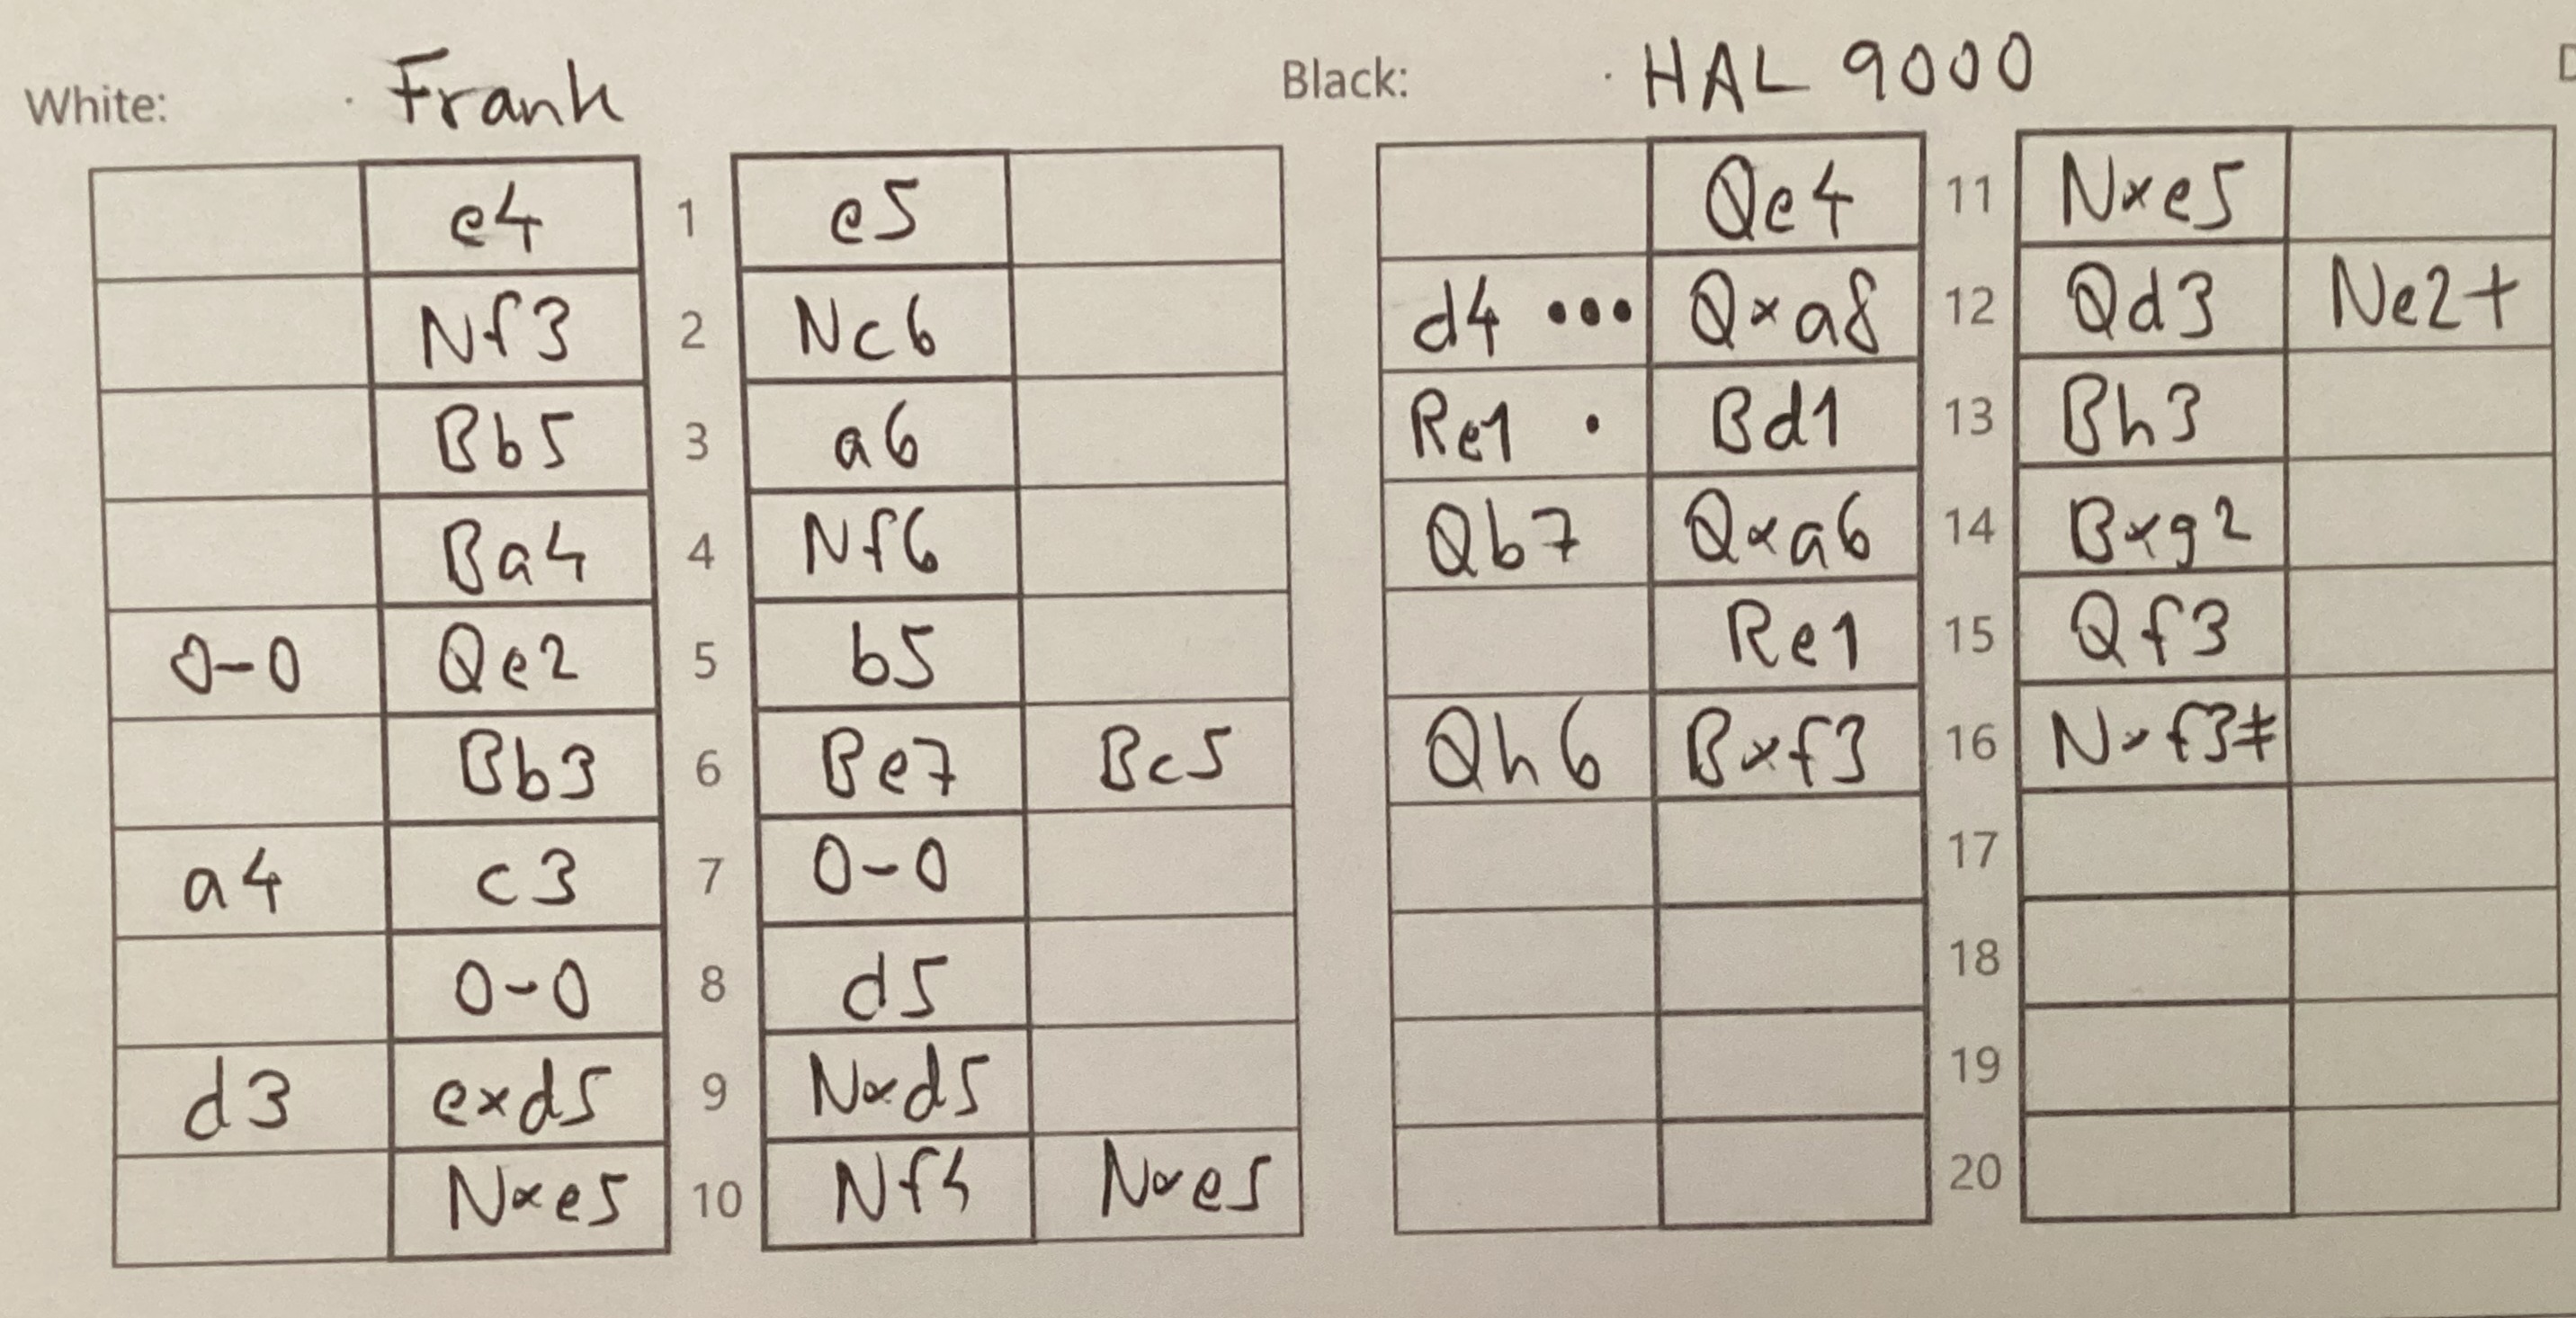 White: Frank Black: HAL 9000 D
e4 1 e5 Qe4 11 Nxe5
Nf3 2 Nc6 d4 ••• Qxa8 12 Qd3 Ne2+
Bb5 3 a6 Re1 • Bd1 13 Bh3
Ba4 4 Nf6 Qb7 Qxa6 14 Bxg2
0-0 Qe2 5 b5 Re1 15 Qf3
Bb3 6 Be7 Bc5 Qh6 Bxf3 16 Nxf3‡
a4 c3 7 0-0 17
0-0 8 d5 18
d3 exd5 9 Nxd5 19
Nxe5 10 Nf4 Nxe5 20